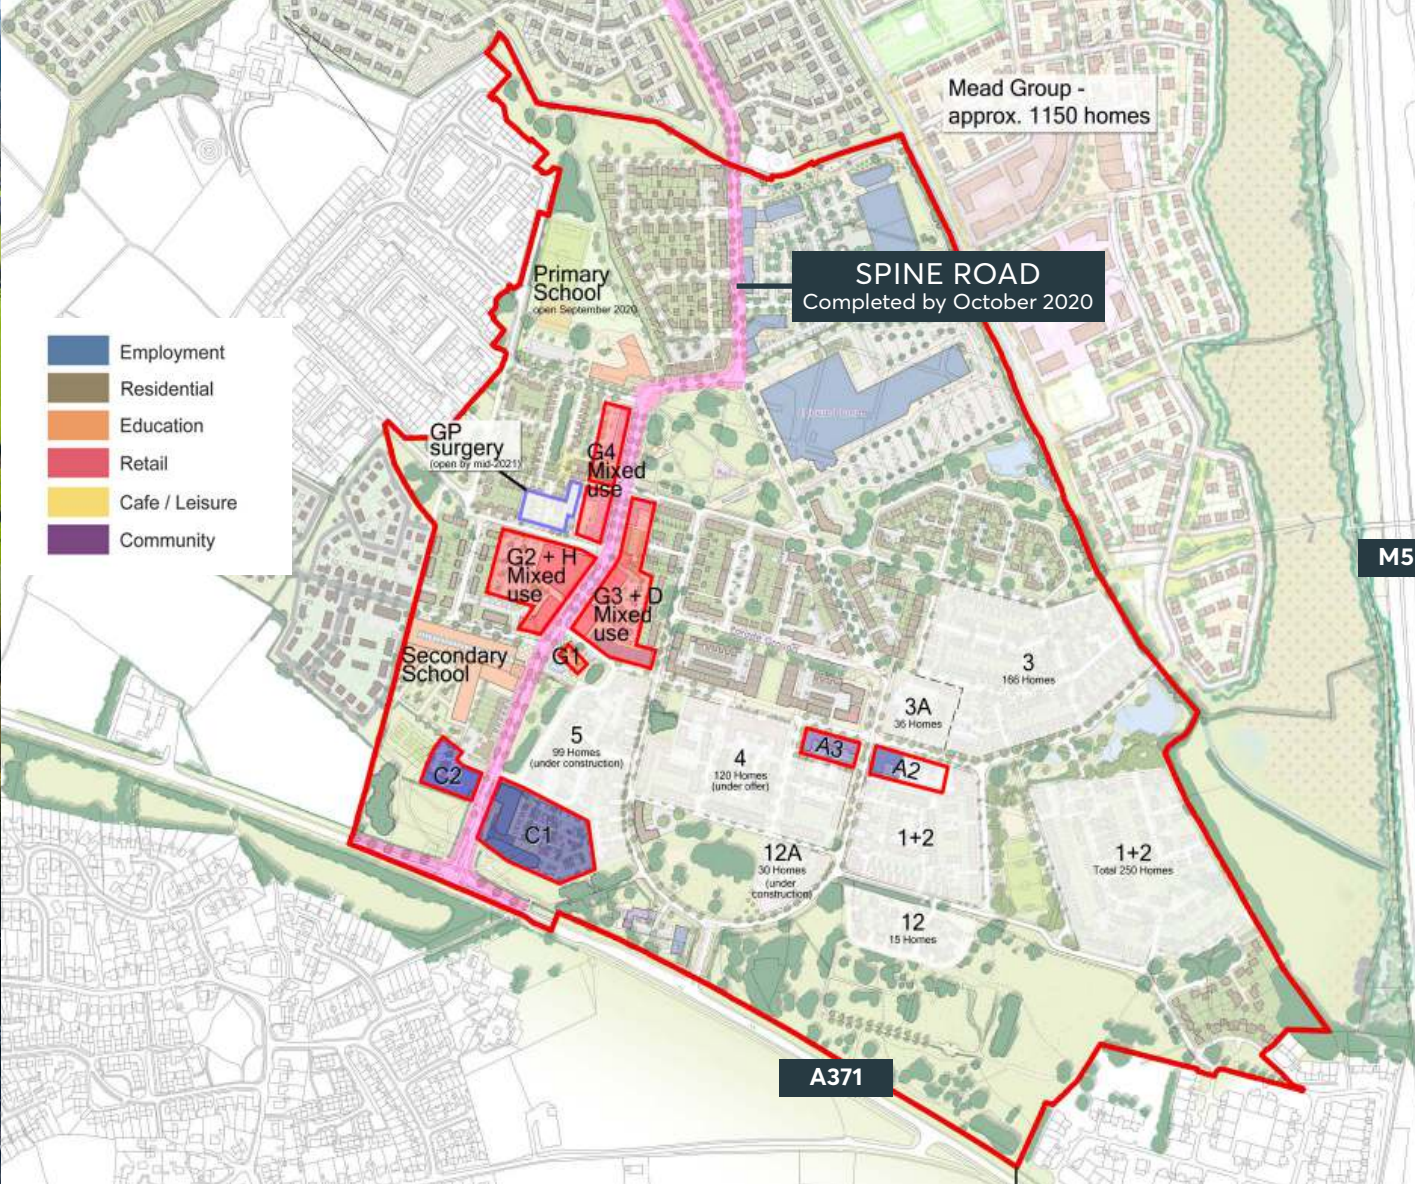 Mead Group -
approx. 1150 homes
SPINE ROAD
Completed by October 2020
Primary
School
open September 2020
Employment
Residential
Education
Retail
Cafe / Leisure
Community
GP
surgery
(open by mid-2021)
G4
Mixed
use
G2 + H
Mixed
use
G3 + D
Mixed
use
G1
Secondary
School
M5
3
166 Homes
3A
36 Homes
5
99 Homes
(under construction)
4
120 Homes
(under offer)
A3
A2
C2
C1
1+2
1+2
Total 250 Homes
12A
30 Homes
(under
construction)
12
15 Homes
A371